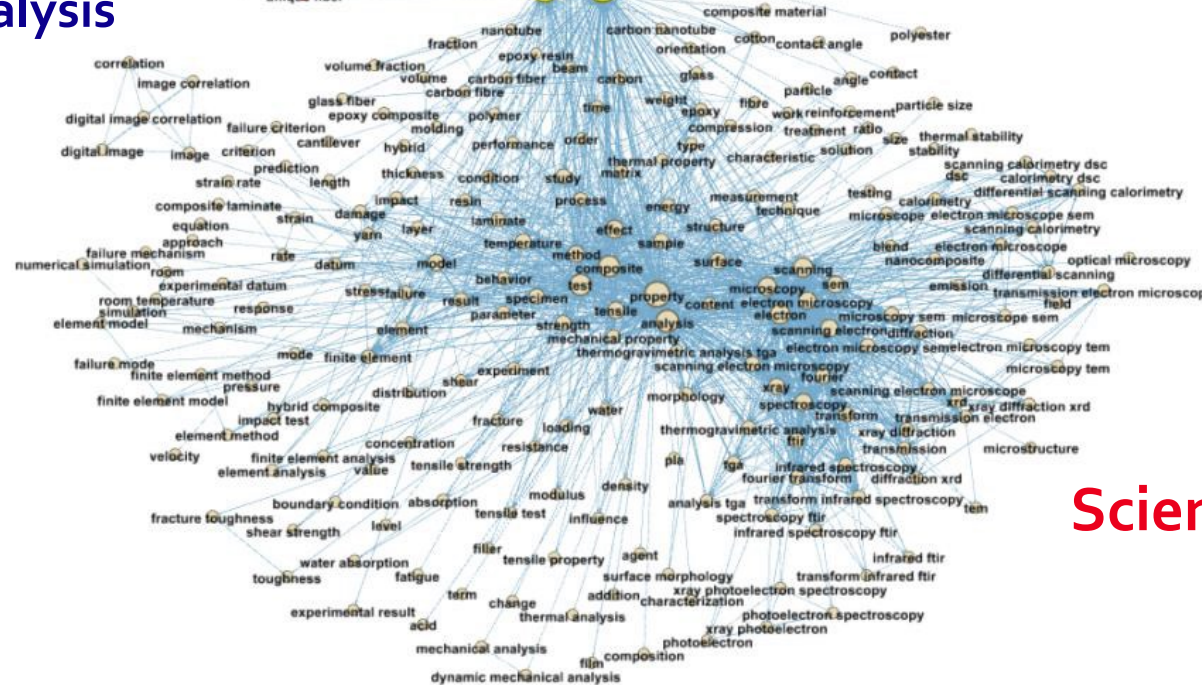 alysis
composite material
nanotube
carbon nanotube
cotton
contact angle
polyester
fraction
orientation
correlation
volume fraction
epoxy resin
beam
image correlation
volume
carbon fiber
carbon
glass
angle
contact
carbon fibre
particle
glass fiber
time
weight
fibre
particle size
digital image correlation
epoxy composite
polymer
epoxy
work
reinforcement
failure criterion
molding
compression
treatment
ratio
cantilever
performance
order
size
thermal stability
digital image
image
criterion
hybrid
type
solution
stability
prediction
thermal property
characteristic
scanning calorimetry dsc
strain rate
length
thickness
condition
study
matrix
dsc
calorimetry dsc
composite laminate
impact
resin
process
energy
measurement
testing
calorimetry
differential scanning calorimetry
strain
damage
technique
microscope
electron microscope sem
equation
yarn
layer
laminate
effect
structure
scanning calorimetry
approach
temperature
sample
blend
electron microscope
failure mechanism
rate
method
surface
nanocomposite
optical microscopy
numerical simulation
room
datum
model
composite
scanning
differential scanning
experimental datum
behavior
test
sem
emission
transmission electron microscop
room temperature
stress
failure
result
specimen
property
content
microscopy
electron microscopy
field
simulation
response
parameter
tensile
electron
microscopy sem
microscope sem
element model
mechanism
element
strength
analysis
scanning electron
diffraction
mechanical property
electron microscopy sem
electron microscopy tem
failure mode
mode
finite element
thermogravimetric analysis tga
microscopy tem
finite element method
experiment
scanning electron microscopy
fourier
pressure
shear
xray
scanning electron microscope
finite element model
distribution
morphology
spectroscopy
xrd
xray diffraction xrd
hybrid composite
water
transform
transmission electron
impact test
fracture
loading
thermogravimetric analysis
xray diffraction
element method
concentration
resistance
ftir
transmission
microstructure
velocity
finite element analysis
value
tensile strength
pla
tga
infrared spectroscopy
element analysis
fourier transform
diffraction xrd
boundary condition
absorption
modulus
density
analysis tga
transform infrared spectroscopy
tem
fracture toughness
level
tensile test
influence
spectroscopy ftir
Scien
shear strength
infrared spectroscopy ftir
filler
tensile property
agent
infrared ftir
water absorption
toughness
fatigue
surface morphology
transform infrared ftir
term
addition
xray photoelectron spectroscopy
experimental result
change
characterization
thermal analysis
photoelectron spectroscopy
acid
xray photoelectron
mechanical analysis
photoelectron
film
composition
dynamic mechanical analysis